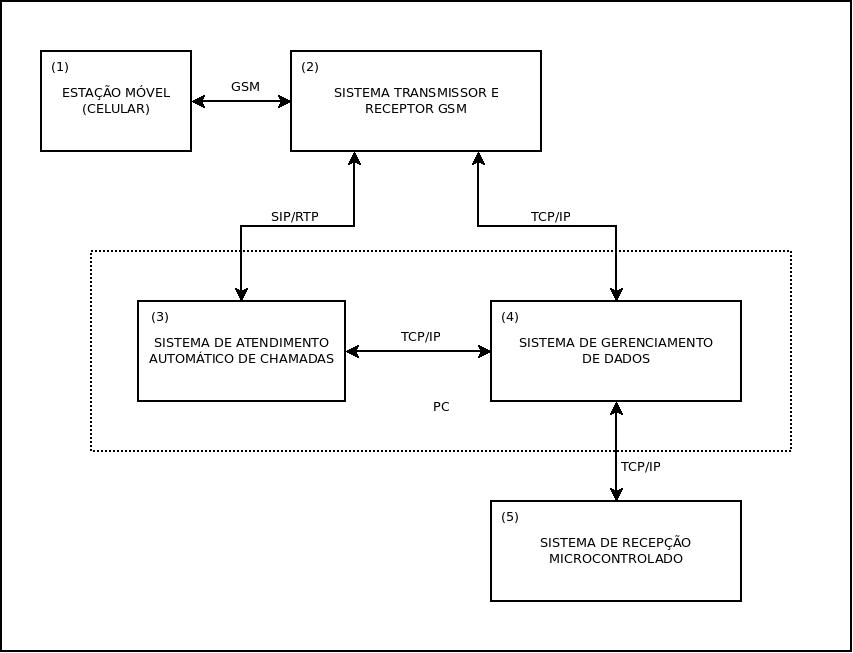 (1)
ESTAÇÃO MÓVEL
(CELULAR)
GSM
(2)
SISTEMA TRANSMISSOR E
RECEPTOR GSM
SIP/RTP
TCP/IP
(3)
SISTEMA DE ATENDIMENTO
AUTOMÁTICO DE CHAMADAS
TCP/IP
(4)
SISTEMA DE GERENCIAMENTO
DE DADOS
PC
TCP/IP
(5)
SISTEMA DE RECEPÇÃO
MICROCONTROLADO